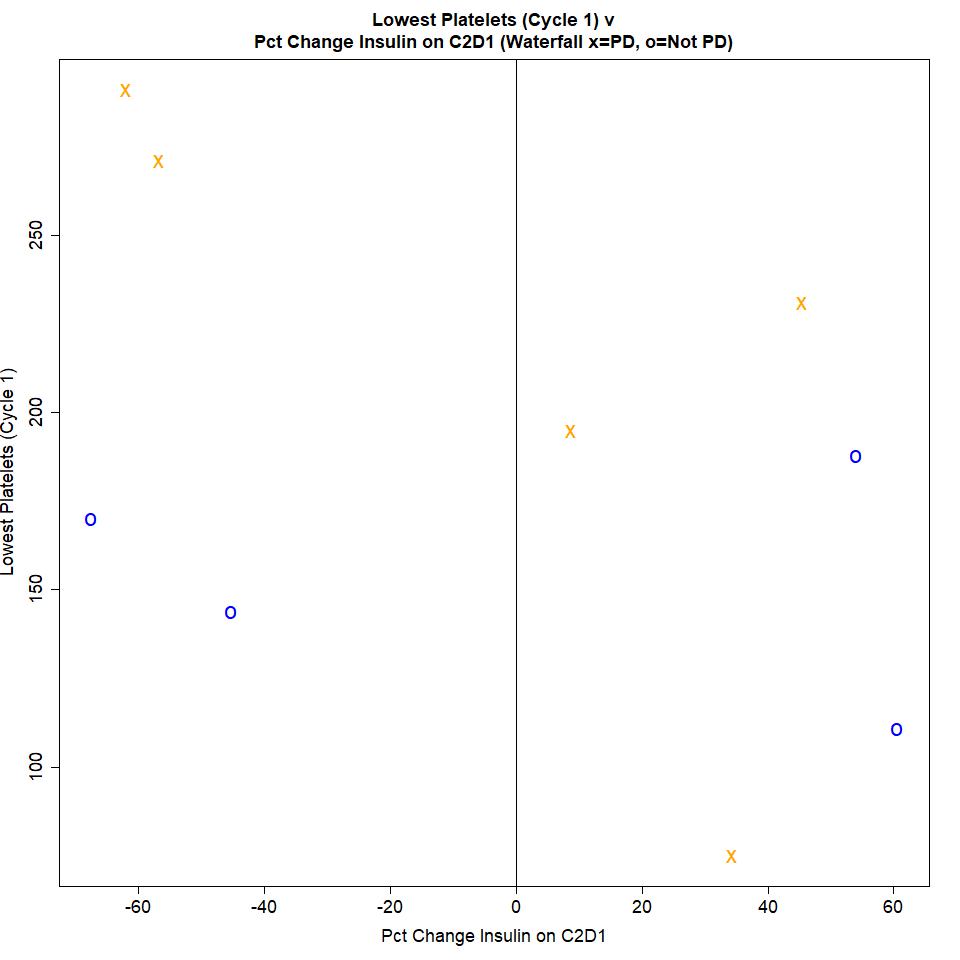 Lowest Platelets (Cycle 1) v
Pct Change Insulin on C2D1 (Waterfall x=PD, o=Not PD)
Lowest Platelets (Cycle 1)
250
200
150
100
X
X
X
X
O
O
O
O
X
-60 -40 -20 0 20 40 60
Pct Change Insulin on C2D1